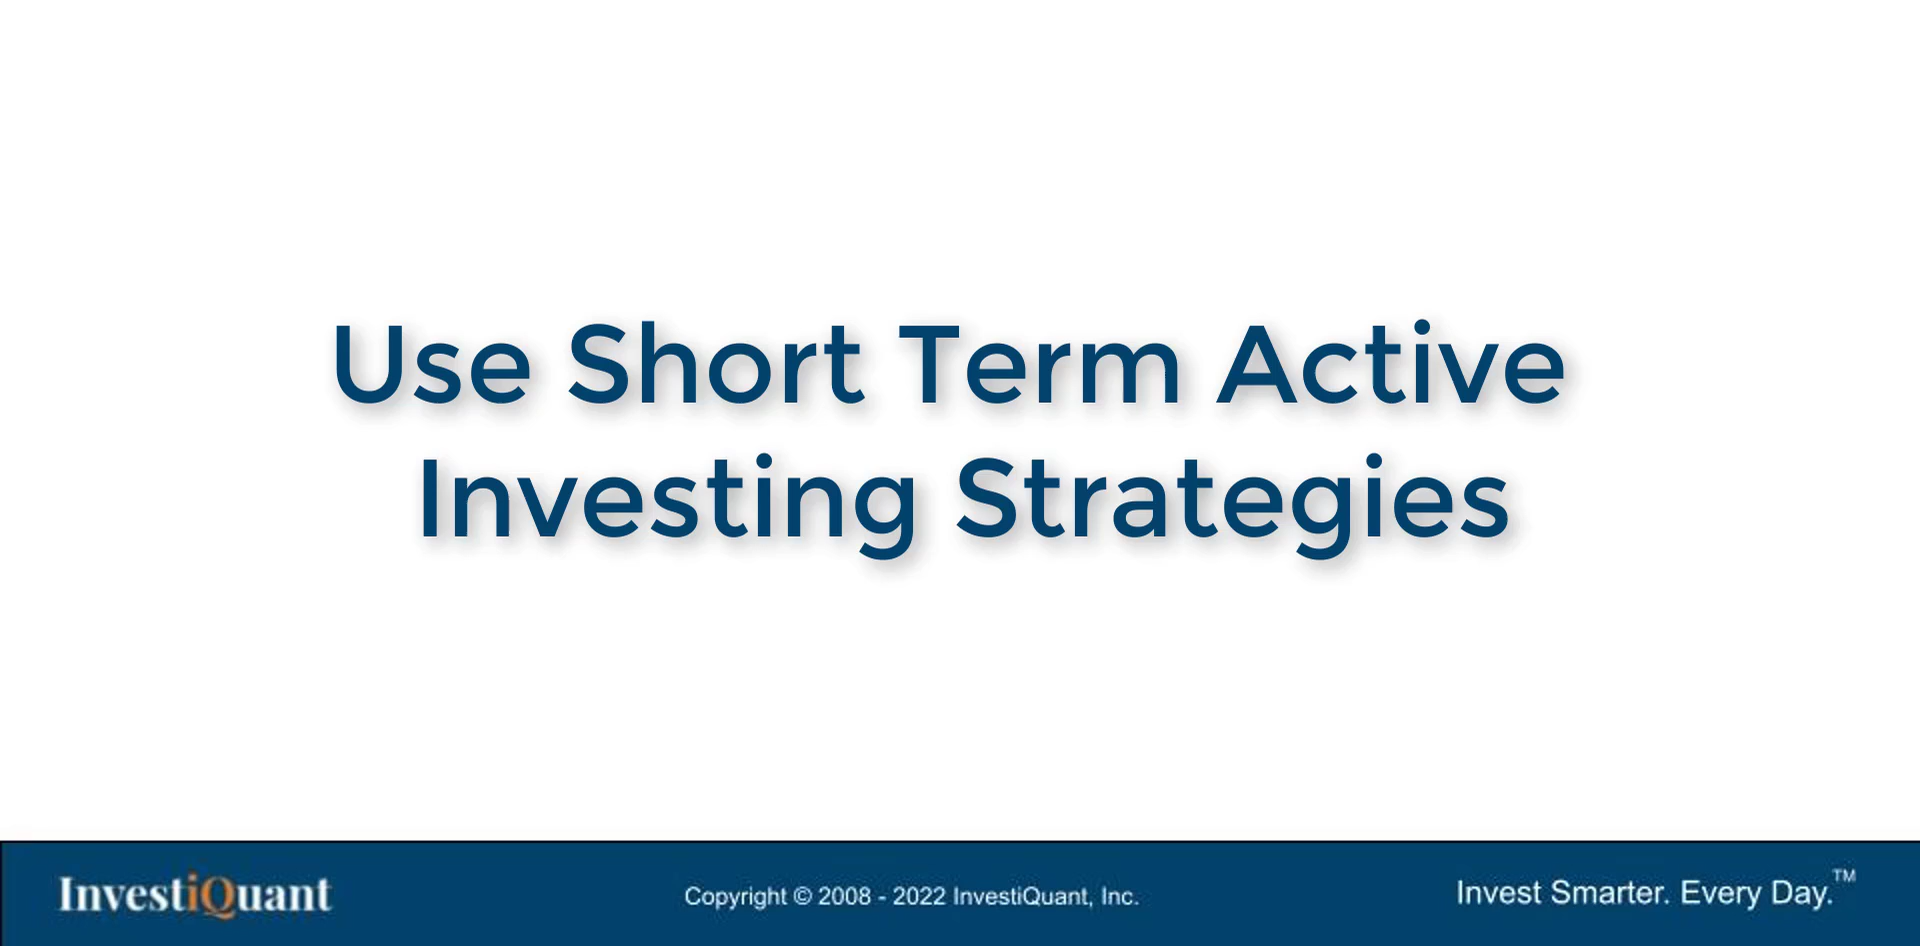 Use Short Term Active
Investing Strategies
InvestiQuant
Copyright © 2008 - 2022 InvestiQuant, Inc.
Invest Smarter. Every Day.™